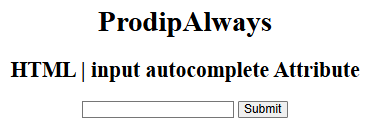 ProdipAlways
HTML | input autocomplete Attribute
Submit